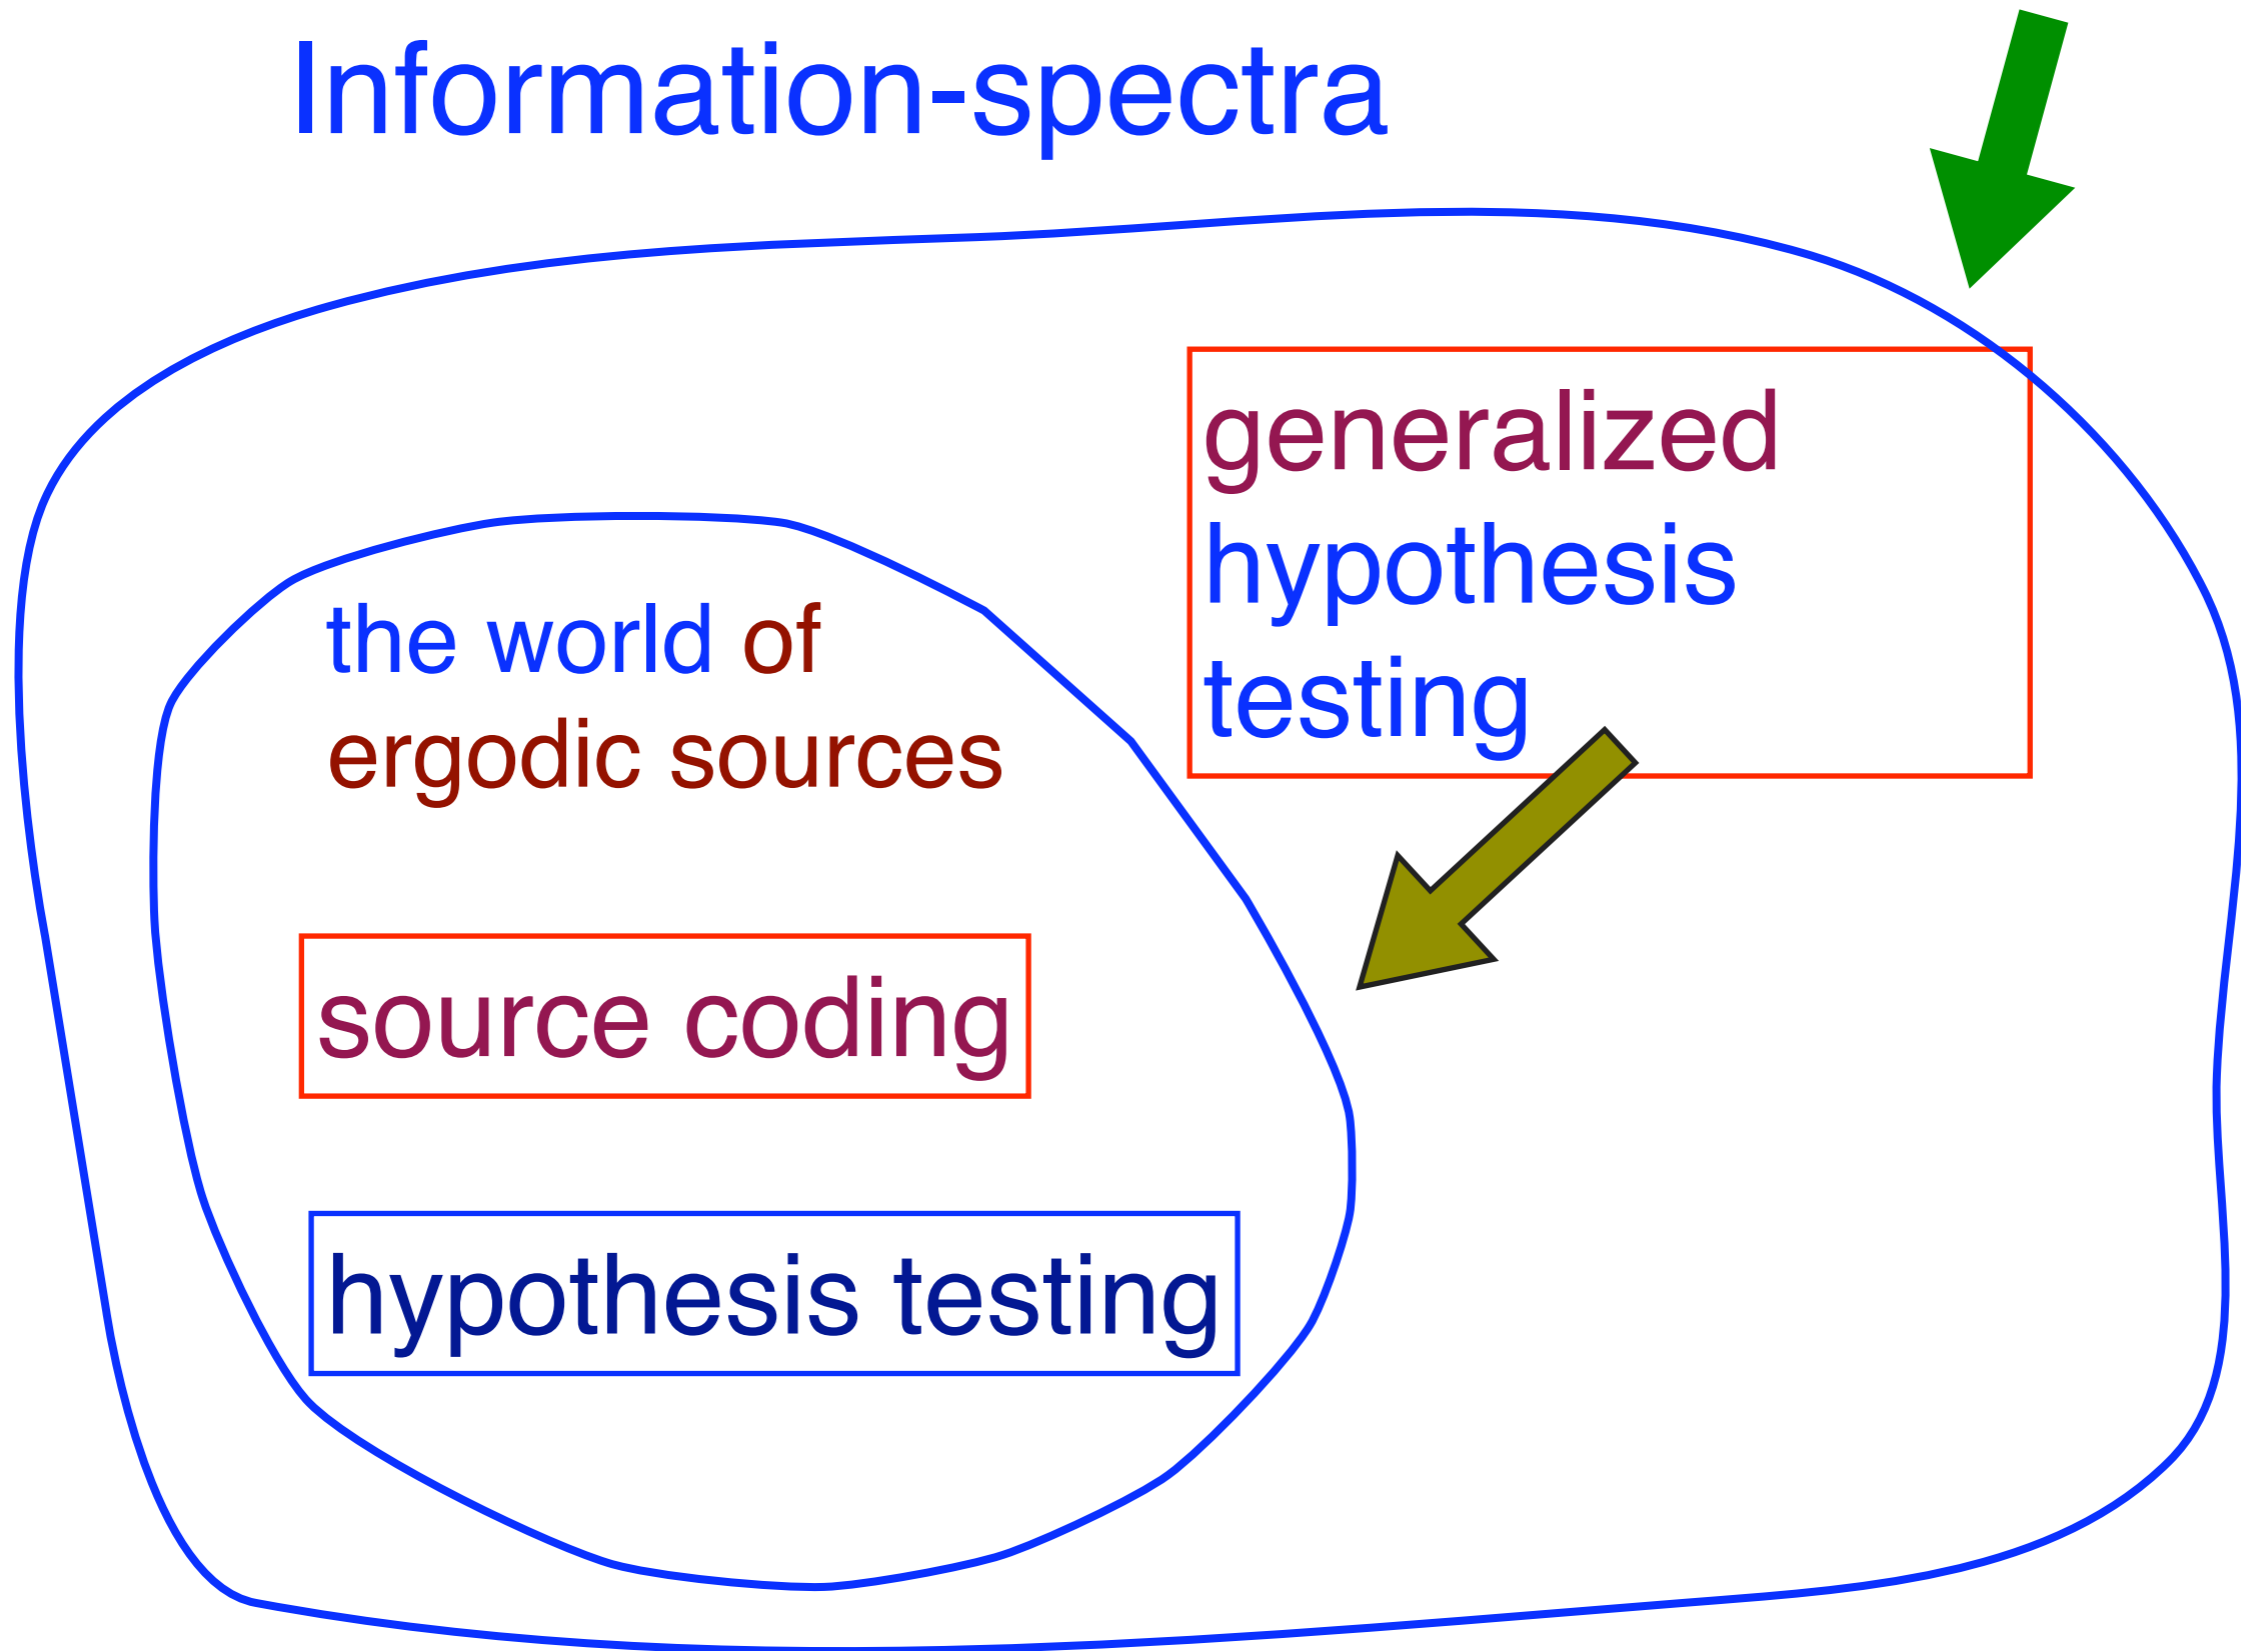 Information-spectra
generalized
hypothesis
testing
the world of
ergodic sources
source coding
hypothesis testing